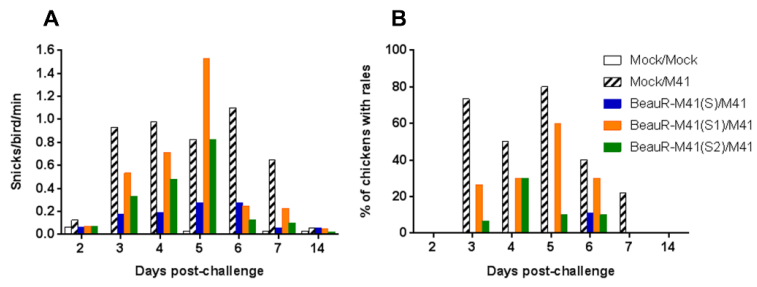 A
B
Snicks/bird/min
1.6
1.4
1.2
1.0
0.8
0.6
0.4
0.2
0.0
2 3 4 5 6 7 14
Days post-challenge
% of chickens with rales
100
80
60
40
20
0
2 3 4 5 6 7 14
Days post-challenge
Mock/Mock
Mock/M41
BeauR-M41(S)/M41
BeauR-M41(S1)/M41
BeauR-M41(S2)/M41